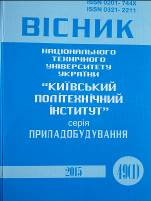 ISSN 0201-744X
ISSN 0321-2211
ВІСНИК
НАЦІОНАЛЬНОГО
ТЕХНІЧНОГО
УНІВЕРСИТЕТУ
УКРАЇНИ
"КИЇВСЬКИЙ
ПОЛІТЕХНІЧНИЙ
ІНСТИТУТ"
серія
ПРИЛАДОБУДУВАННЯ
2015
49(1)